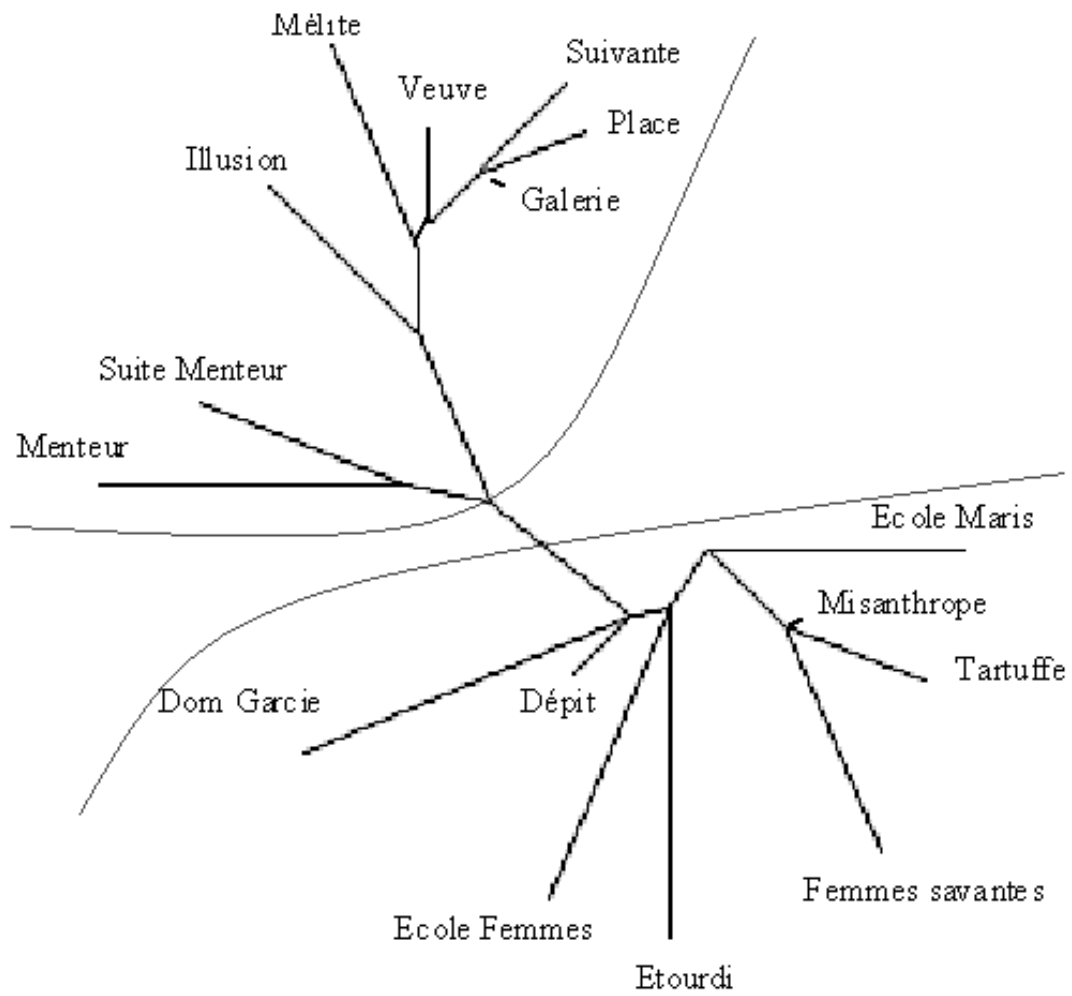 Mélite
Suivante
Veuve
Place
Illusion
Galerie
Suite Menteur
Menteur
Ecole Maris
Misanthrope
Tartuffe
Dom Garcie
Dépit
Femmes savantes
Ecole Femmes
Etourdi